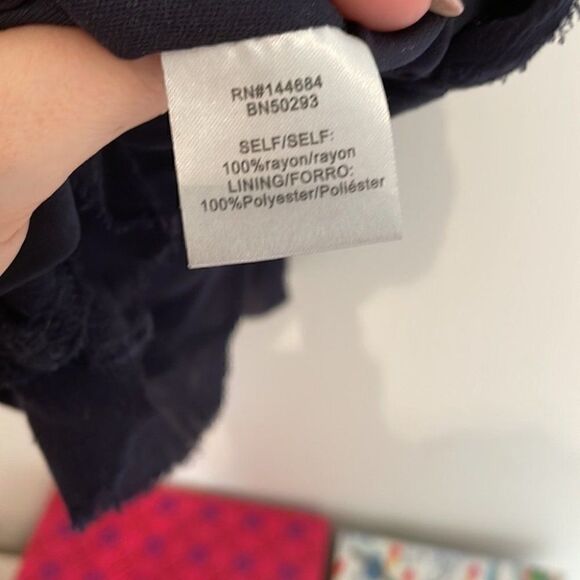 RN#144684
BN50293
SELF/SELF:
100%rayon/rayon
LINING/FORRO:
100%Polyester/Poliéster